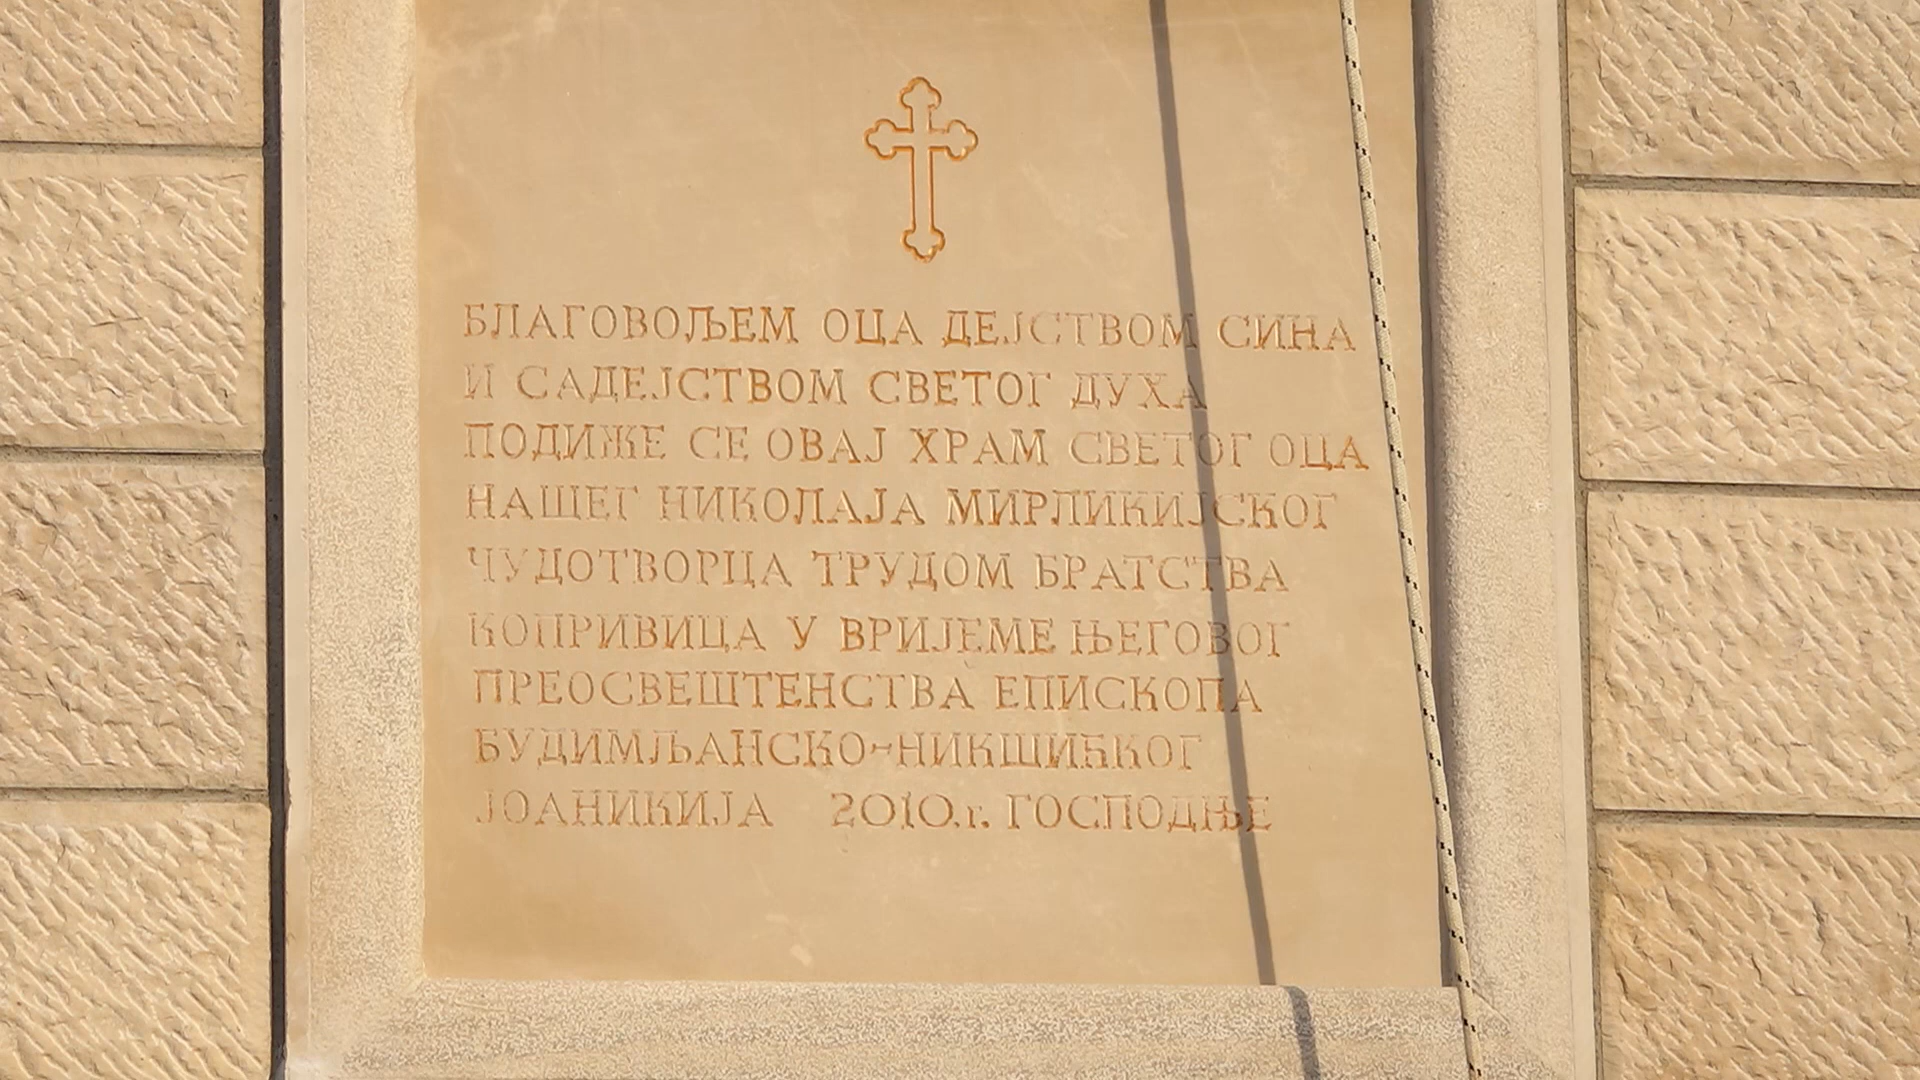 БЛАГОВОЉЕМ ОЦА ДЕЈСТВОМ СИНА
И САДЕЈСТВОМ СВЕТОГ ДУХА
ПОДИЖЕ СЕ ОВАЈ ХРАМ СВЕТОГ ОЦА
НАШЕГ НИКОЛАЈА МИРЛИКИЈСКОГ
ЧУДОТВОРЦА ТРУДОМ БРАТСТВА
КОПРИВИЦА У ВРИЈЕМЕ ЊЕГОВОГ
ПРЕОСВЕШТЕНСТВА ЕПИСКОПА
БУДИМЉАНСКО-НИКШИЋКОГ
ЈОАНИКИЈА 2010.г. ГОСПОДЊЕ